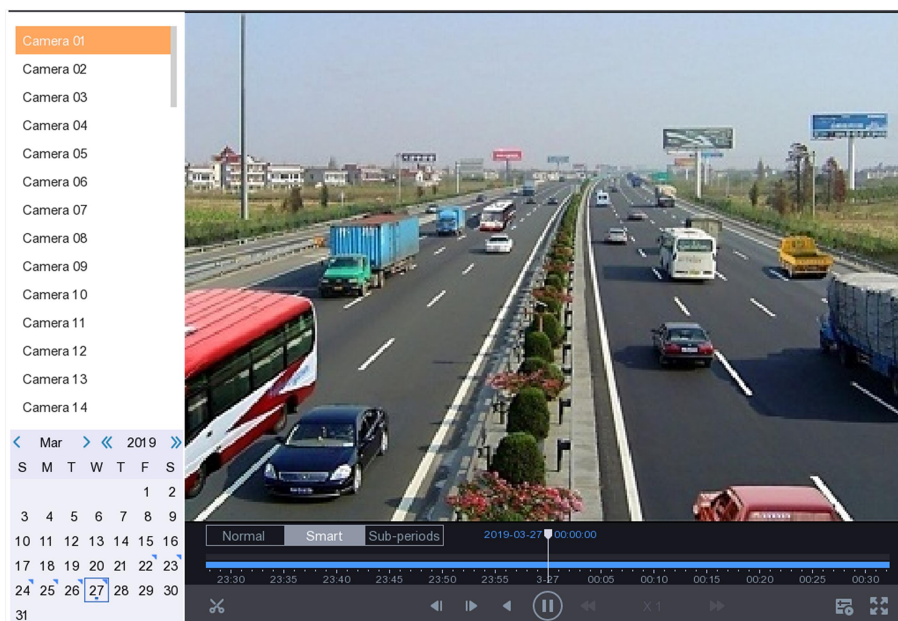 Camera 01
Camera 02
Camera 03
Camera 04
Camera 05
Camera 06
Camera 07
Camera 08
Camera 09
Camera 10
Camera 11
Camera 12
Camera 13
Camera 14
Mar 2019
S M T W T F S
1 2
3 4 5 6 7 8 9
10 11 12 13 14 15 16
17 18 19 20 21 22 23
24 25 26 27 28 29 30
31
Normal Smart Sub-periods
2019-03-27 00:00:00
23:30 23:35 23:40 23:45 23:50 23:55 3-27 00:05 00:10 00:15 00:20 00:25 00:30
X 1